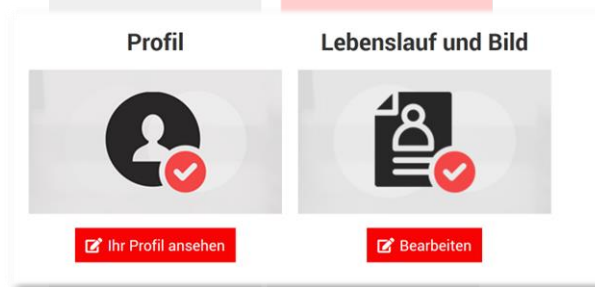 Profil
Lebenslauf und Bild
Ihr Profil ansehen
Bearbeiten